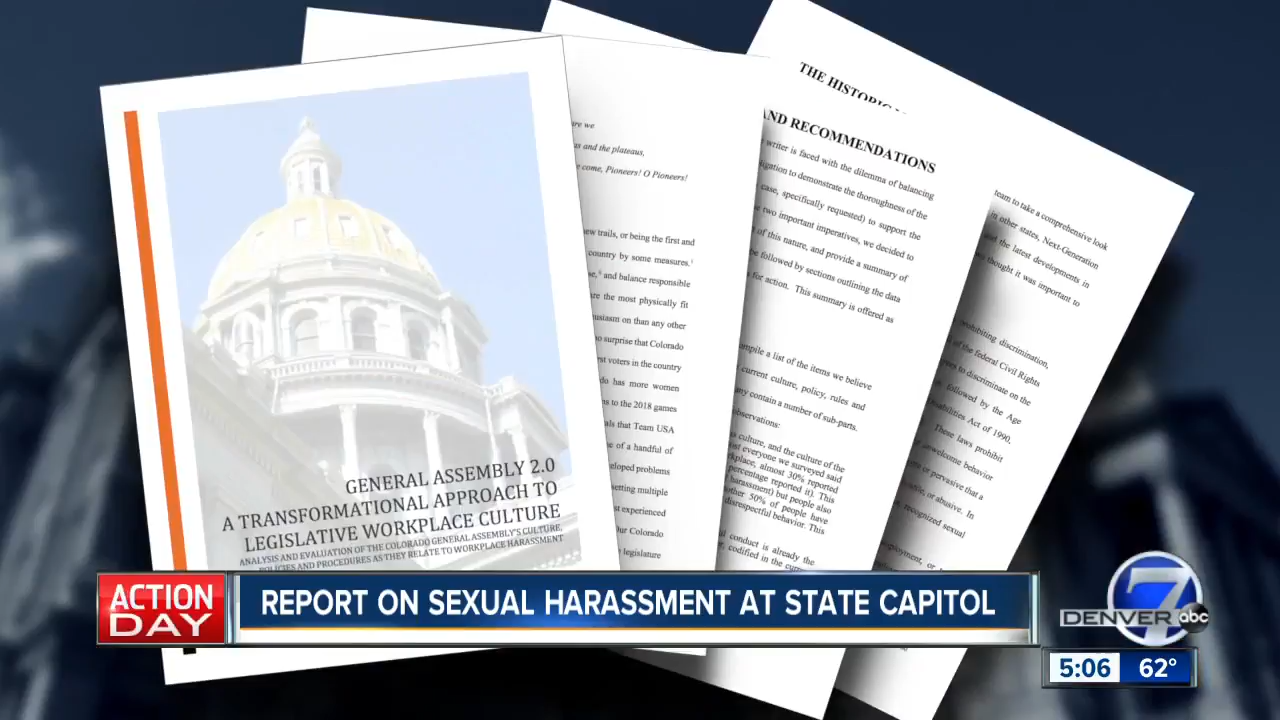 GENERAL ASSEMBLY 2.0
A TRANSFORMATIONAL APPROACH TO
LEGISLATIVE WORKPLACE CULTURE
ANALYSIS AND EVALUATION OF THE COLORADO GENERAL ASSEMBLY'S CULTURE,
POLICIES AND PROCEDURES AS THEY RELATE TO WORKPLACE HARASSMENT
are we
and the plateaus,
come, Pioneers! O Pioneers!
new trails, or being the first and
country by some measures.¹
and balance responsible
are the most physically fit
on than any other
no surprise that Colorado
voters in the country
has more women
to the 2018 games
that Team USA
of a handful of
problems
setting multiple
experienced
Our Colorado
legislature
THE
AND RECOMMENDATIONS
writer is faced with the dilemma of balancing
to demonstrate the thoroughness of the
case, specifically requested) to support the
two important imperatives, we decided to
of this nature, and provide a summary of
be followed by sections outlining the data
for action. This summary is offered as
compile a list of the items we believe
current culture, policy, rules and
contain a number of sub-parts.
observations:
culture, and the culture of the
everyone we surveyed said
almost 30% reported
percentage reported it). This
harassment) but people also
50% of people have
disrespectful behavior. This
conduct is already the
codified in the
team to take a comprehensive look
in other states, Next-Generation
and the latest developments in
thought it was important to
prohibiting discrimination,
of the federal Civil Rights
to discriminate on the
followed by the Age
Disabilities Act of 1990.
These laws prohibit
unwelcome behavior
or pervasive that a
or abusive. In
recognized sexual
ACTION
DAY
REPORT ON SEXUAL HARASSMENT AT STATE CAPITOL
DENVER 7 abc
5:06 62°